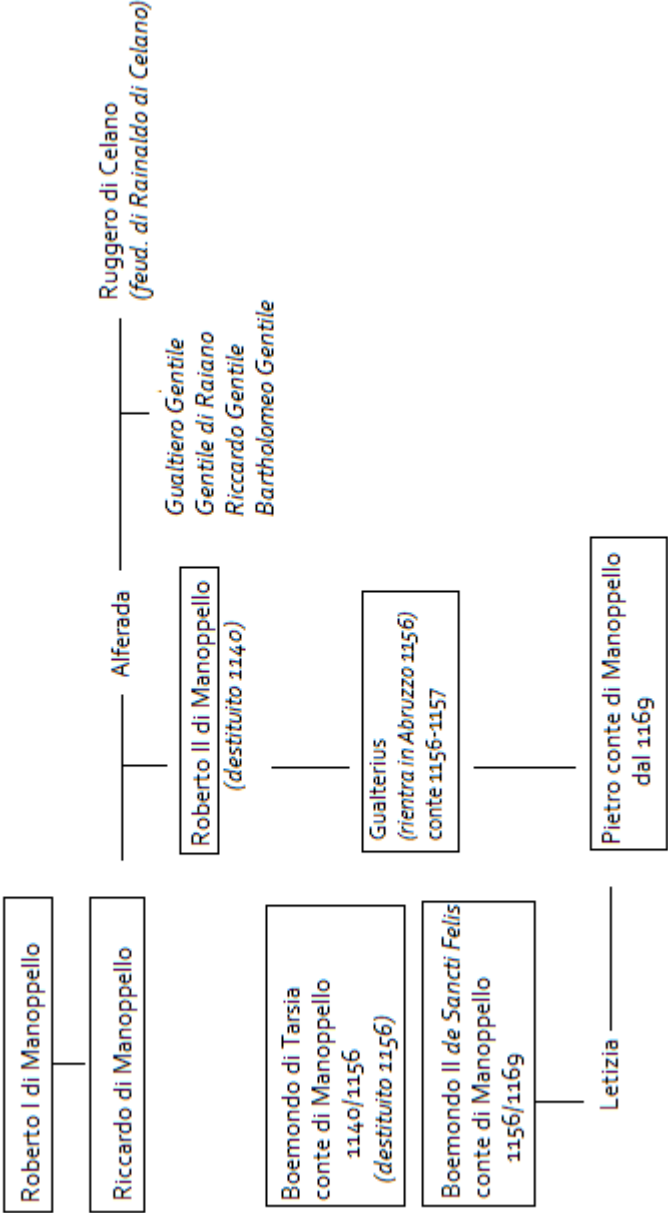 Roberto I di Manoppello
Riccardo di Manoppello
Alferada
Ruggero di Celano
(feud. di Rainaldo di Celano)
Gualtiero Gentile
Gentile di Raiano
Riccardo Gentile
Bartholomeo Gentile
Roberto II di Manoppello
(destituito 1140)
Boemondo di Tarsia
conte di Manoppello
1140/1156
(destituito 1156)
Gualterius
(rientra in Abruzzo 1156)
conte 1156-1157
Boemondo II de Sancti Felis
conte di Manoppello
1156/1169
Letizia
Pietro conte di Manoppello
dal 1169